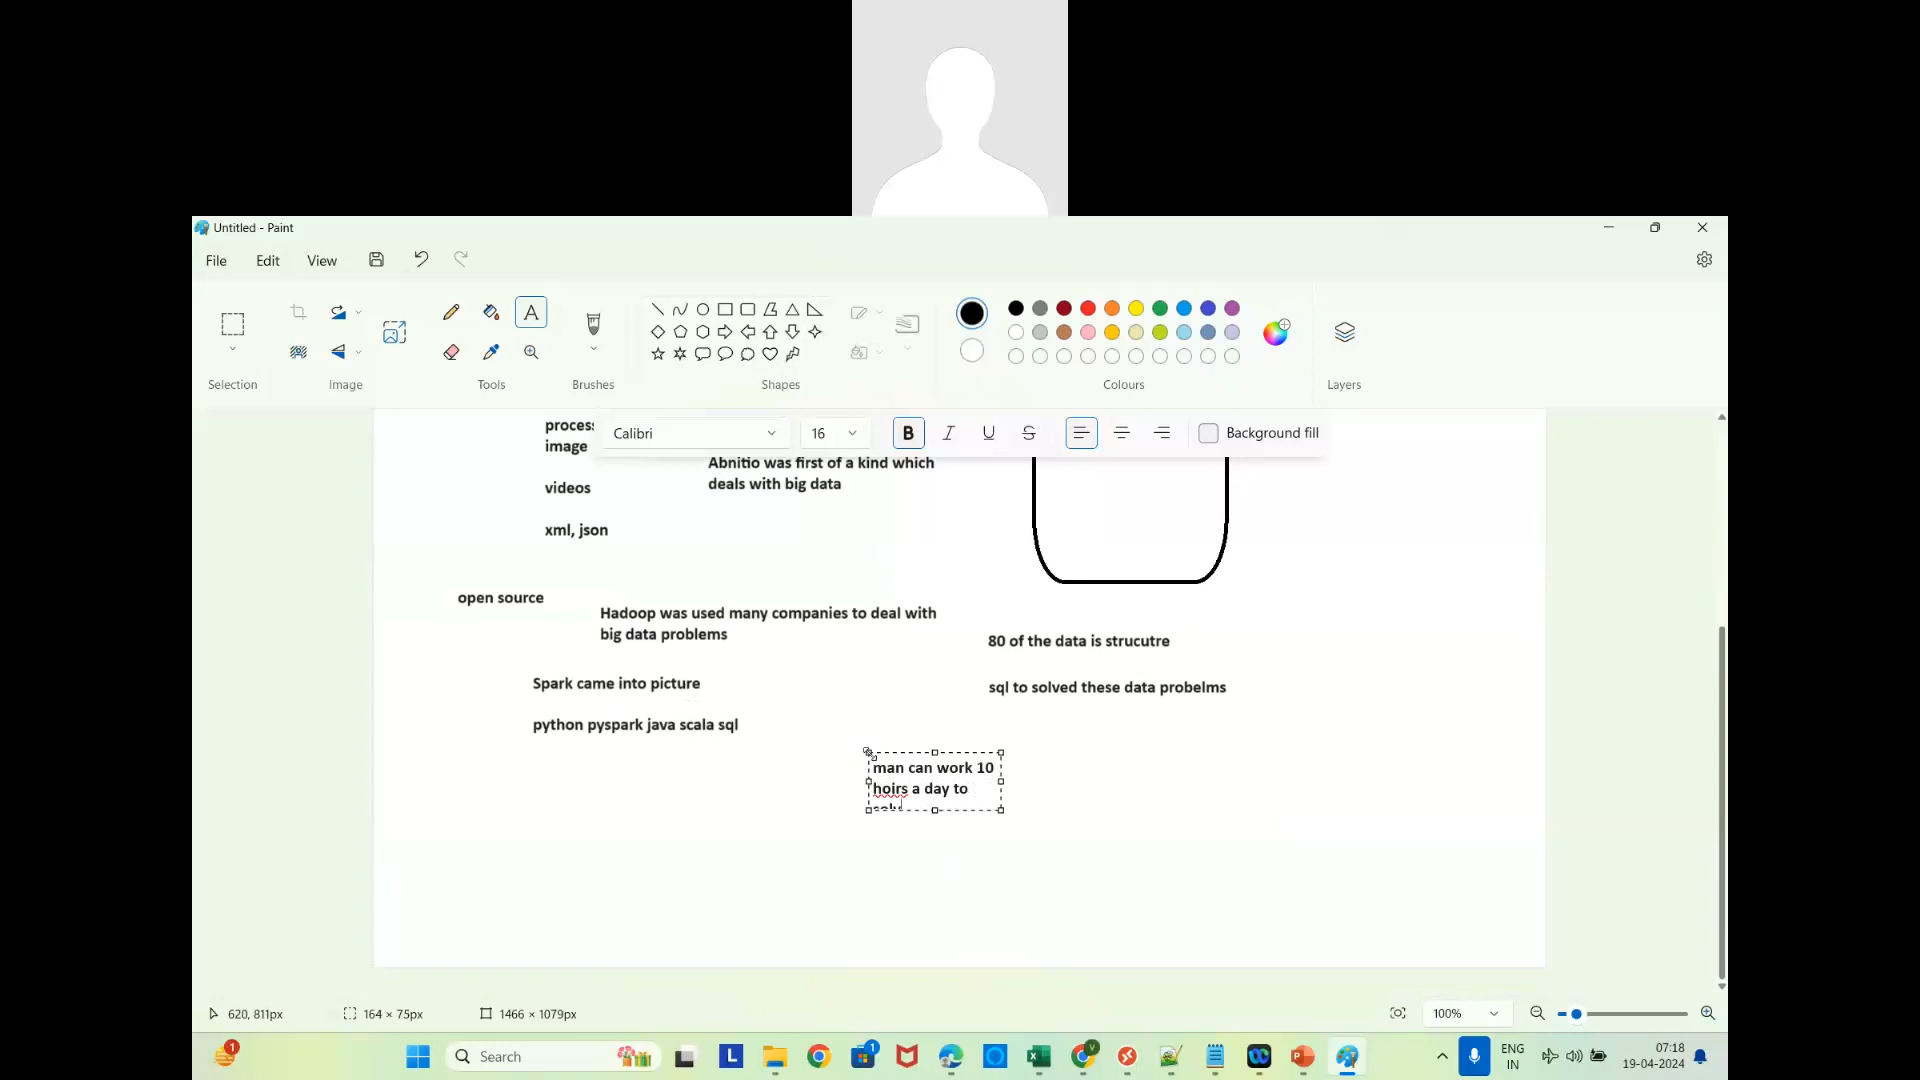 Untitled - Paint
File Edit View
Selection Image Tools Brushes Shapes Colours Layers
Calibri 16 B I U S Background fill
image
Abnitio was first of a kind which
deals with big data
videos
xml, json
open source
Hadoop was used many companies to deal with
big data problems
80 of the data is strucutre
Spark came into picture
sql to solved these data probelms
python pyspark java scala sql
man can work 10
hoirs a day to
620, 811px 164 × 75px 1466 × 1079px 100%
Search
ENG
IN
07:18
19-04-2024